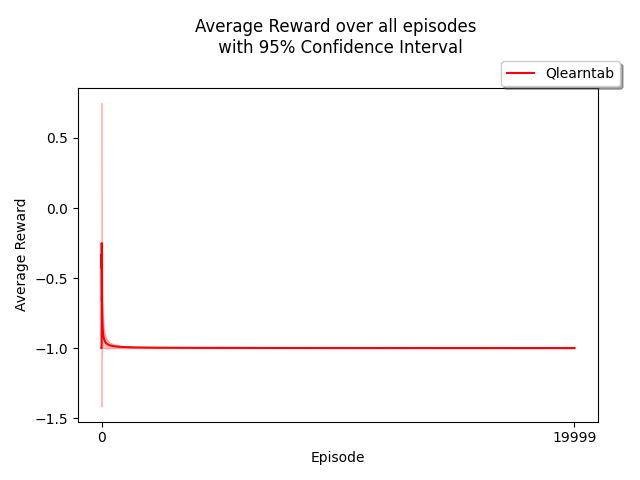 Average Reward over all episodes
with 95% Confidence Interval
Qlearntab
0.5
0.0
−0.5
−1.0
−1.5
Average Reward
0
19999
Episode